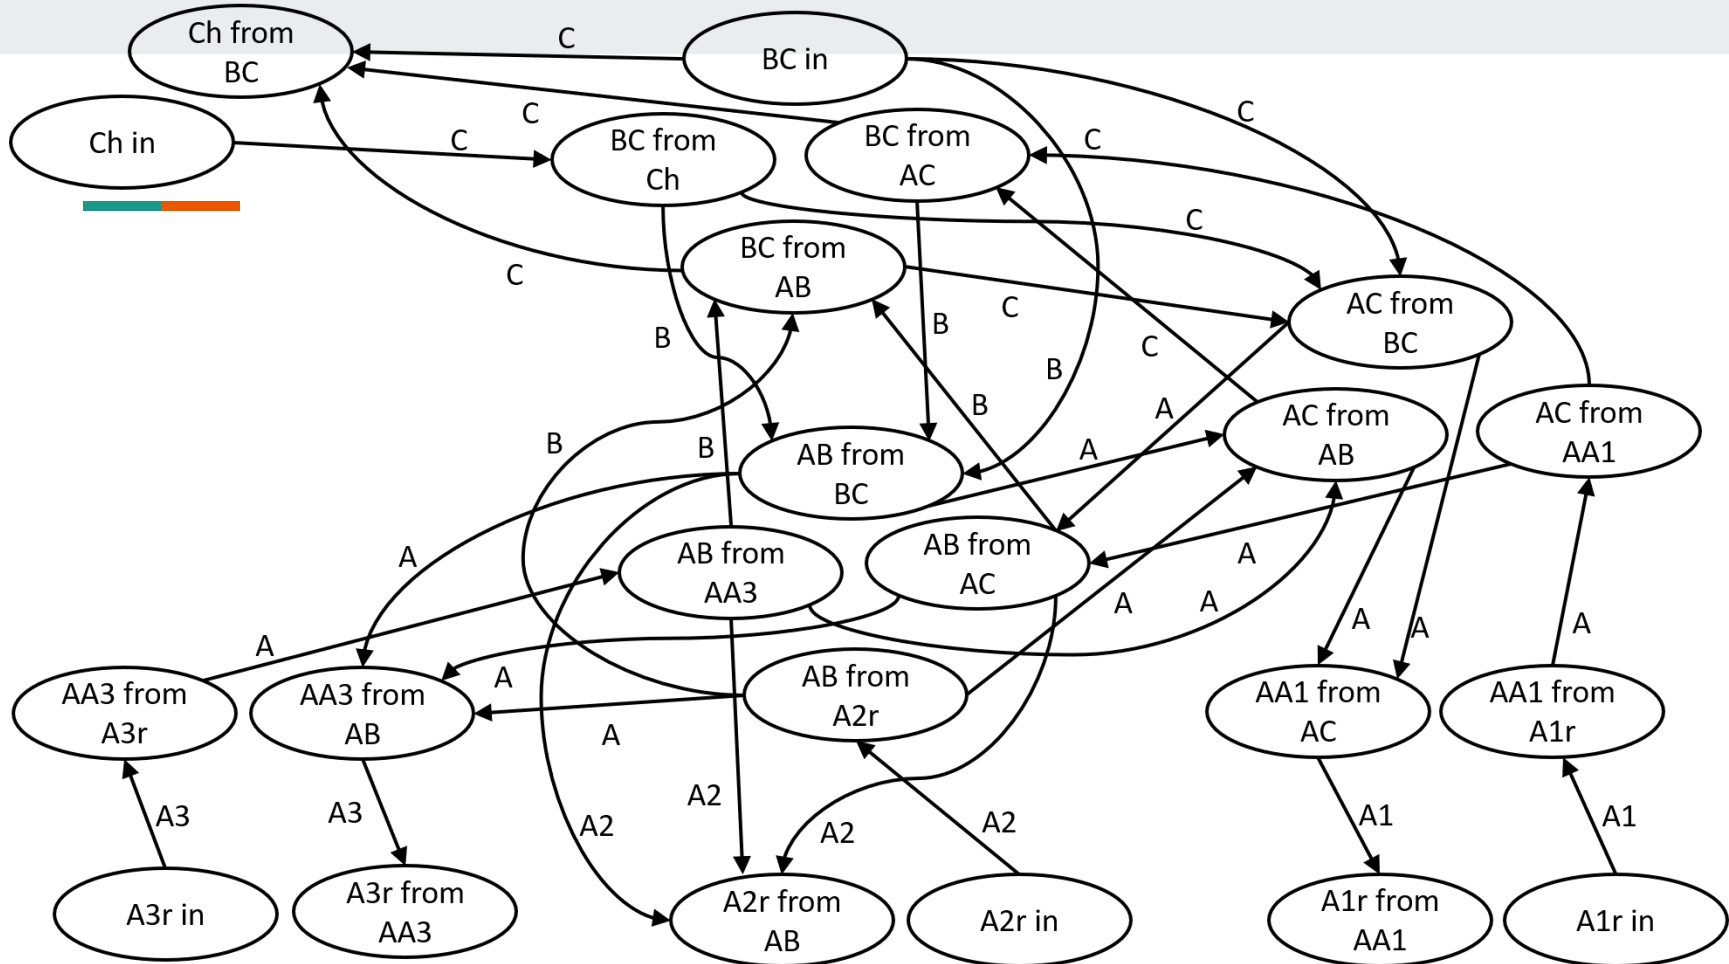 Ch from
BC
C
BC in
Ch in
C
C
BC from
Ch
BC from
AC
C
C
C
BC from
AB
C
C
B
B
C
B
AC from
BC
B
A
AC from
AB
AC from
AA1
B
B
AB from
BC
A
A
AB from
AA3
AB from
AC
A
A
A
A
A
A
A
AA3 from
A3r
AA3 from
AB
A
AB from
A2r
AA1 from
AC
AA1 from
A1r
A
A3
A3
A2
A2
A2
A2
A1
A1
A3r in
A3r from
AA3
A2r from
AB
A2r in
A1r from
AA1
A1r in